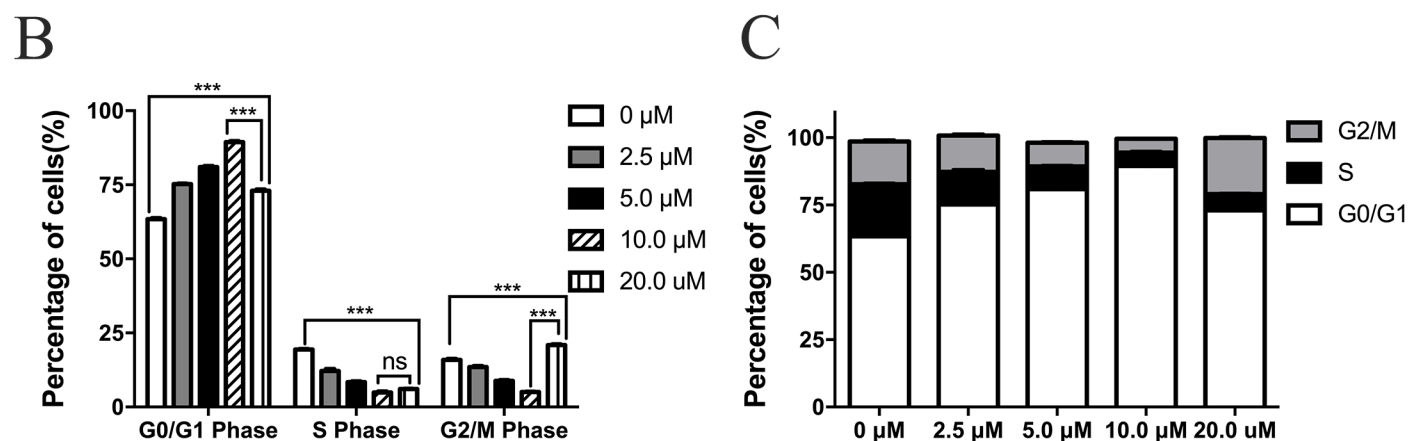 B
Percentage of cells(%)
100
75
50
25
0
***
***
***
ns
***
***
G0/G1 Phase
S Phase
G2/M Phase
0 µM
2.5 µM
5.0 µM
10.0 µM
20.0 uM
C
Percentage of cells(%)
100
75
50
25
0
0 µM
2.5 µM
5.0 µM
10.0 µM
20.0 uM
G2/M
S
G0/G1